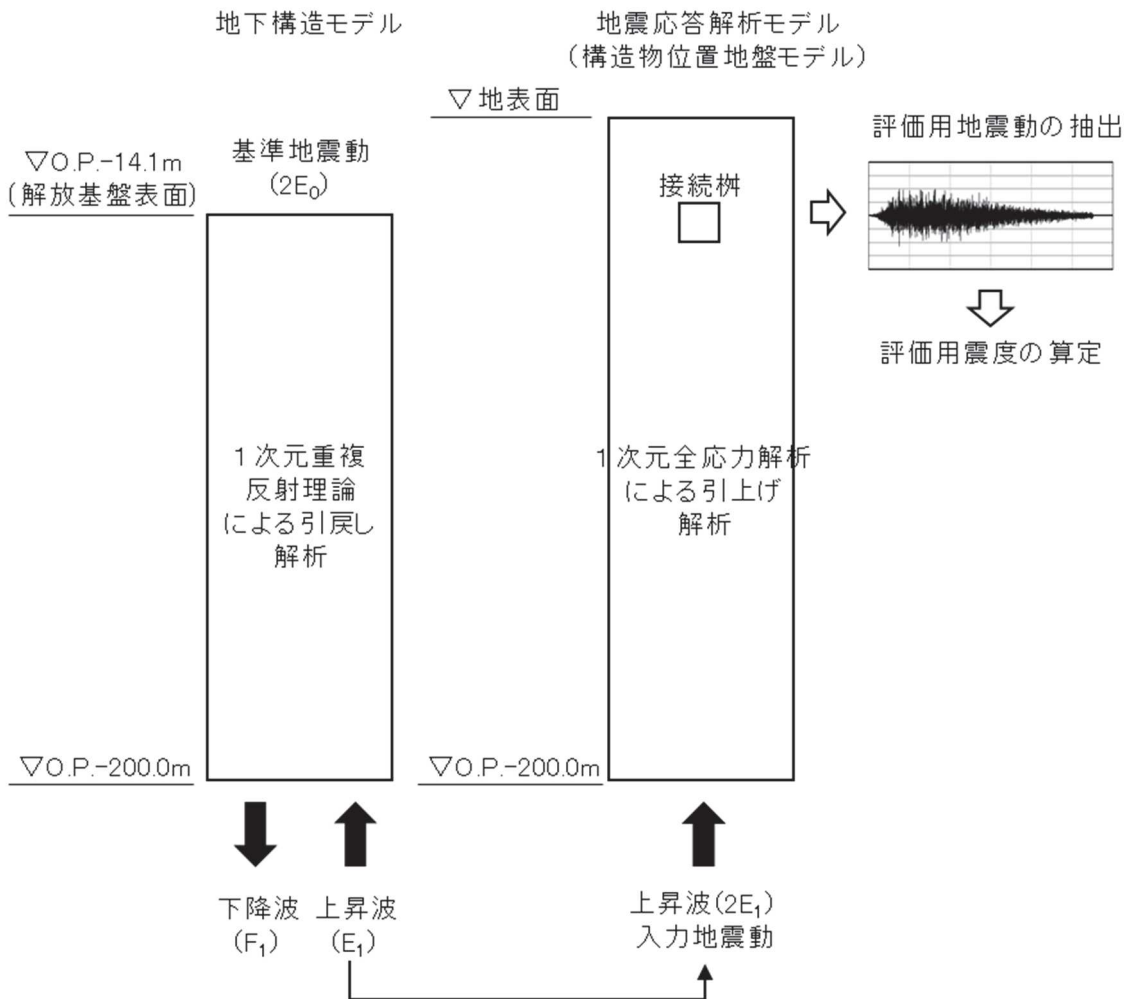 地下構造モデル
▽O.P.-14.1m
(解放基盤表面)
基準地震動
(2E₀)
1次元重複
反射理論
による引戻し
解析
▽O.P.-200.0m
下降波
(F₁)
上昇波
(E₁)
地震応答解析モデル
(構造物位置地盤モデル)
▽地表面
接続桝
1次元全応力解析
による引上げ
解析
▽O.P.-200.0m
上昇波(2E₁)
入力地震動
評価用地震動の抽出
評価用震度の算定